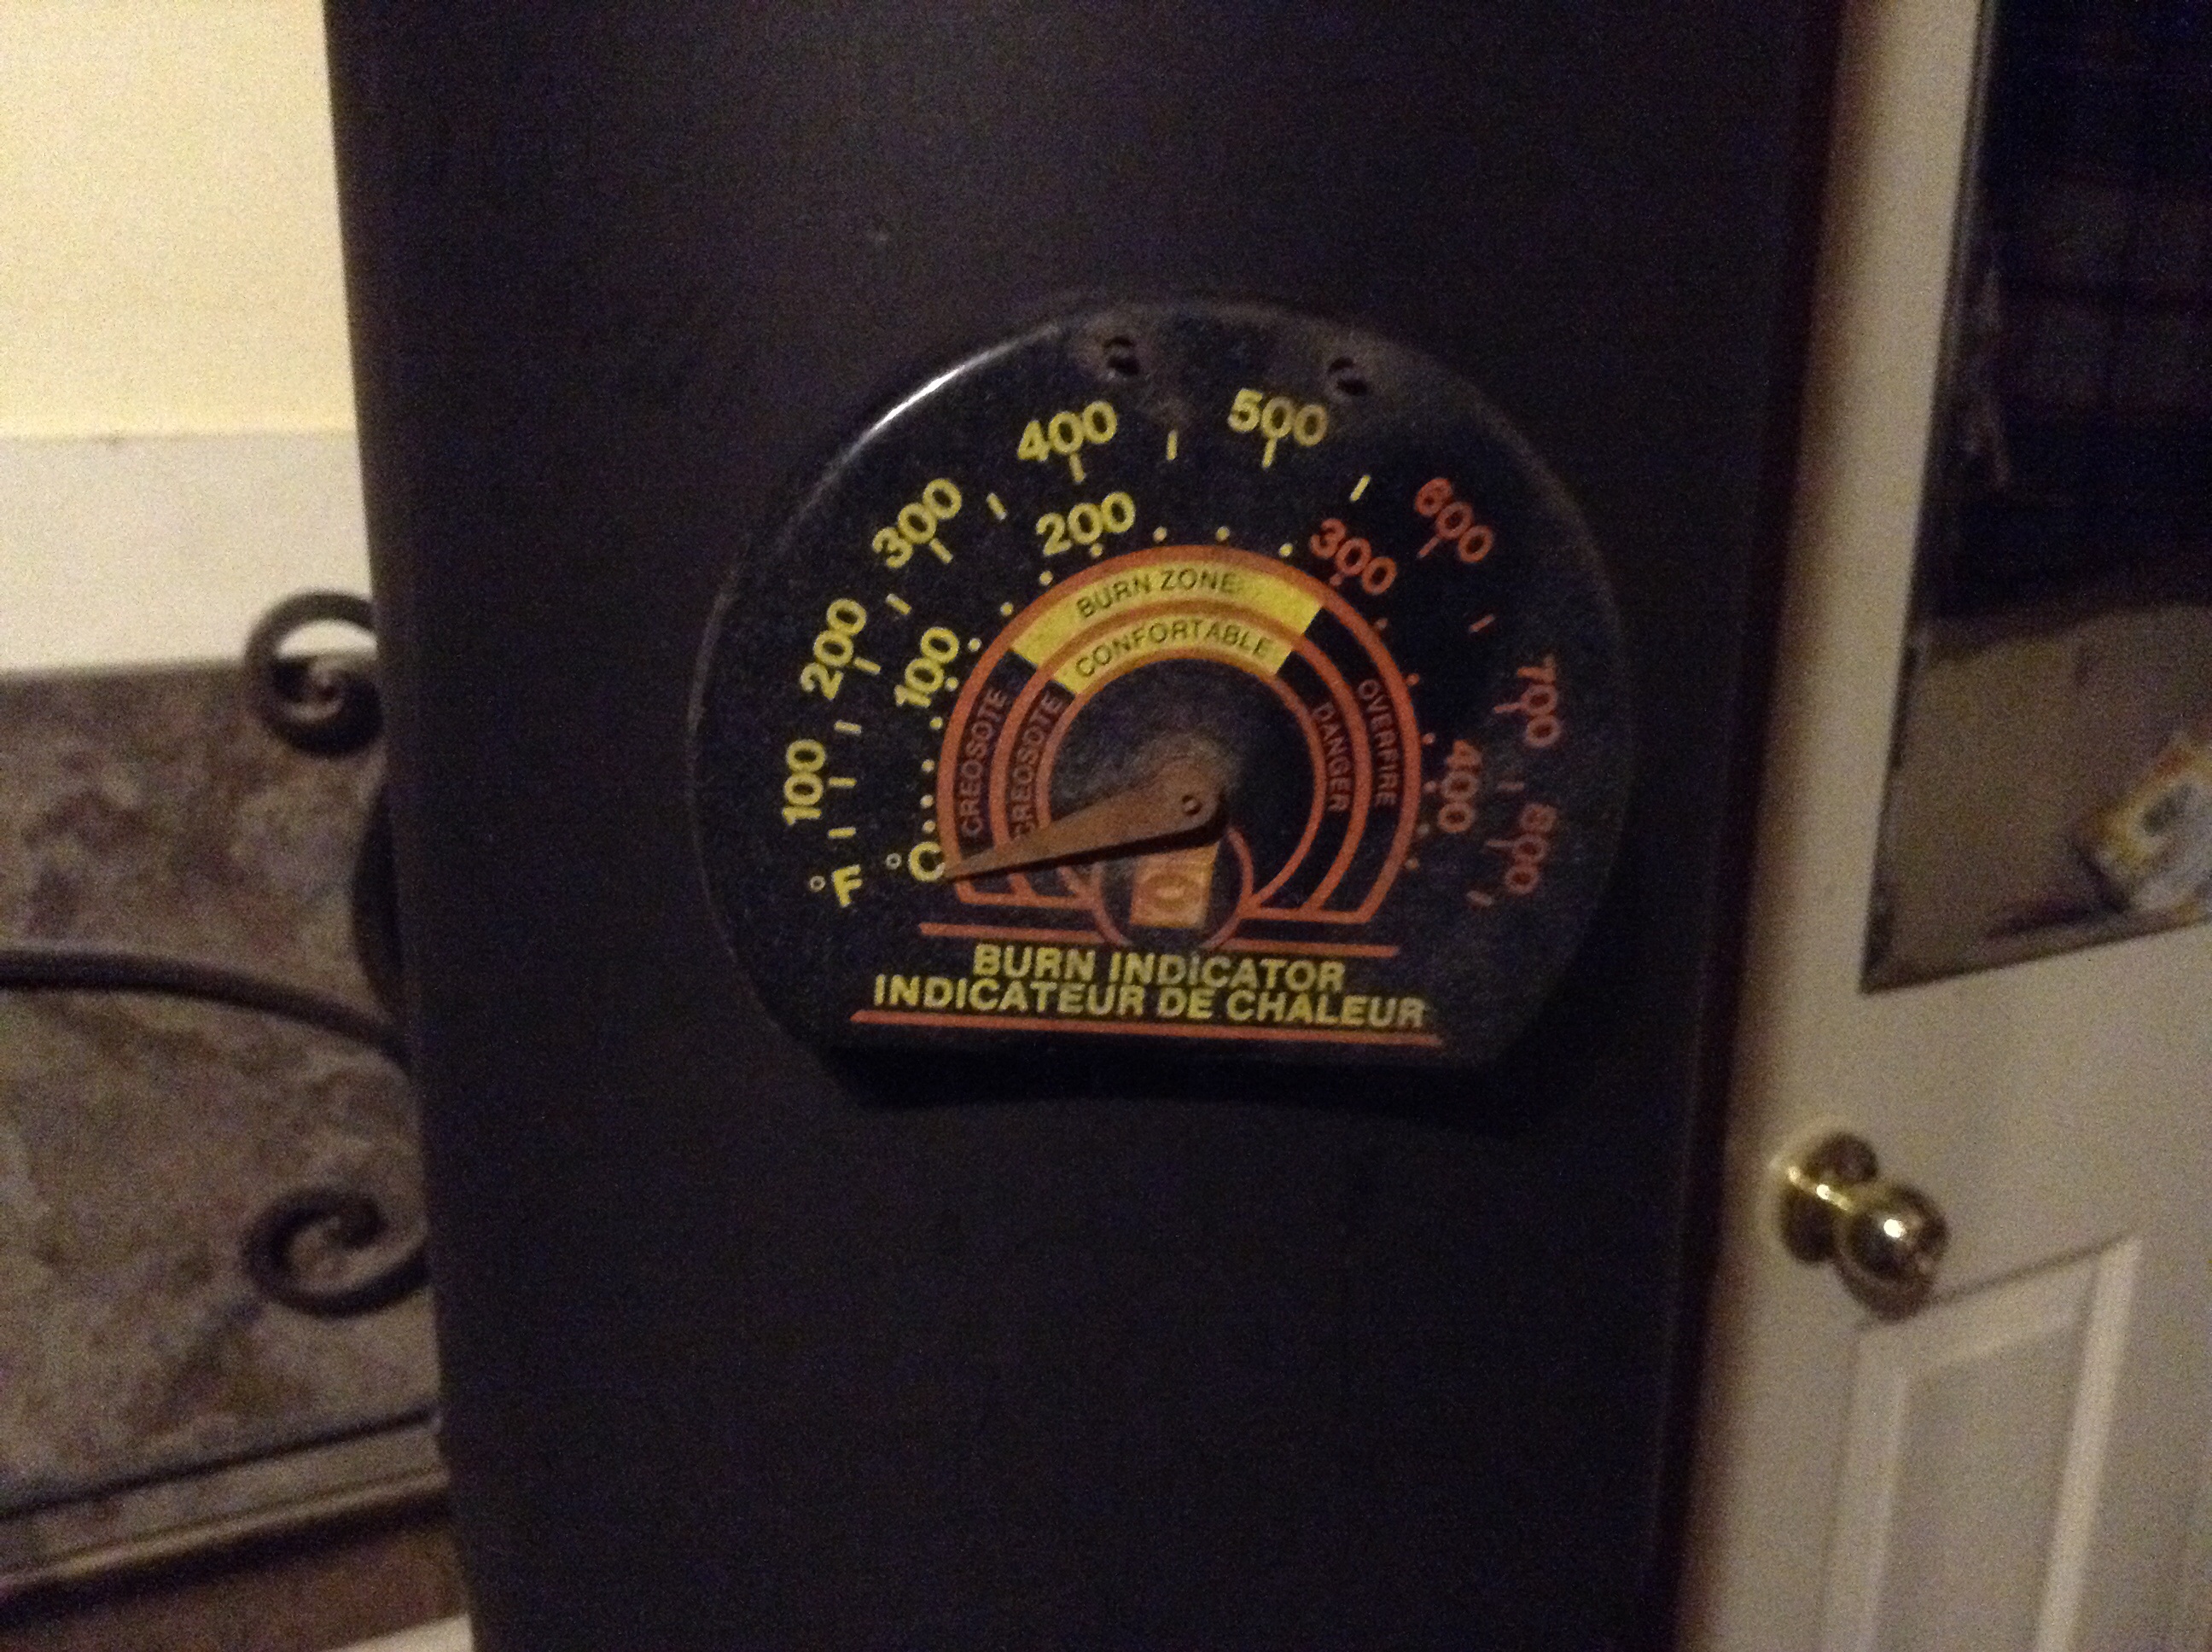 100 200 300 400 500 600 700 800
°F
100 200 300 400
°C
CREOSOTE BURN ZONE OVERFIRE
CREOSOTE CONFORTABLE DANGER
BURN INDICATOR
INDICATEUR DE CHALEUR